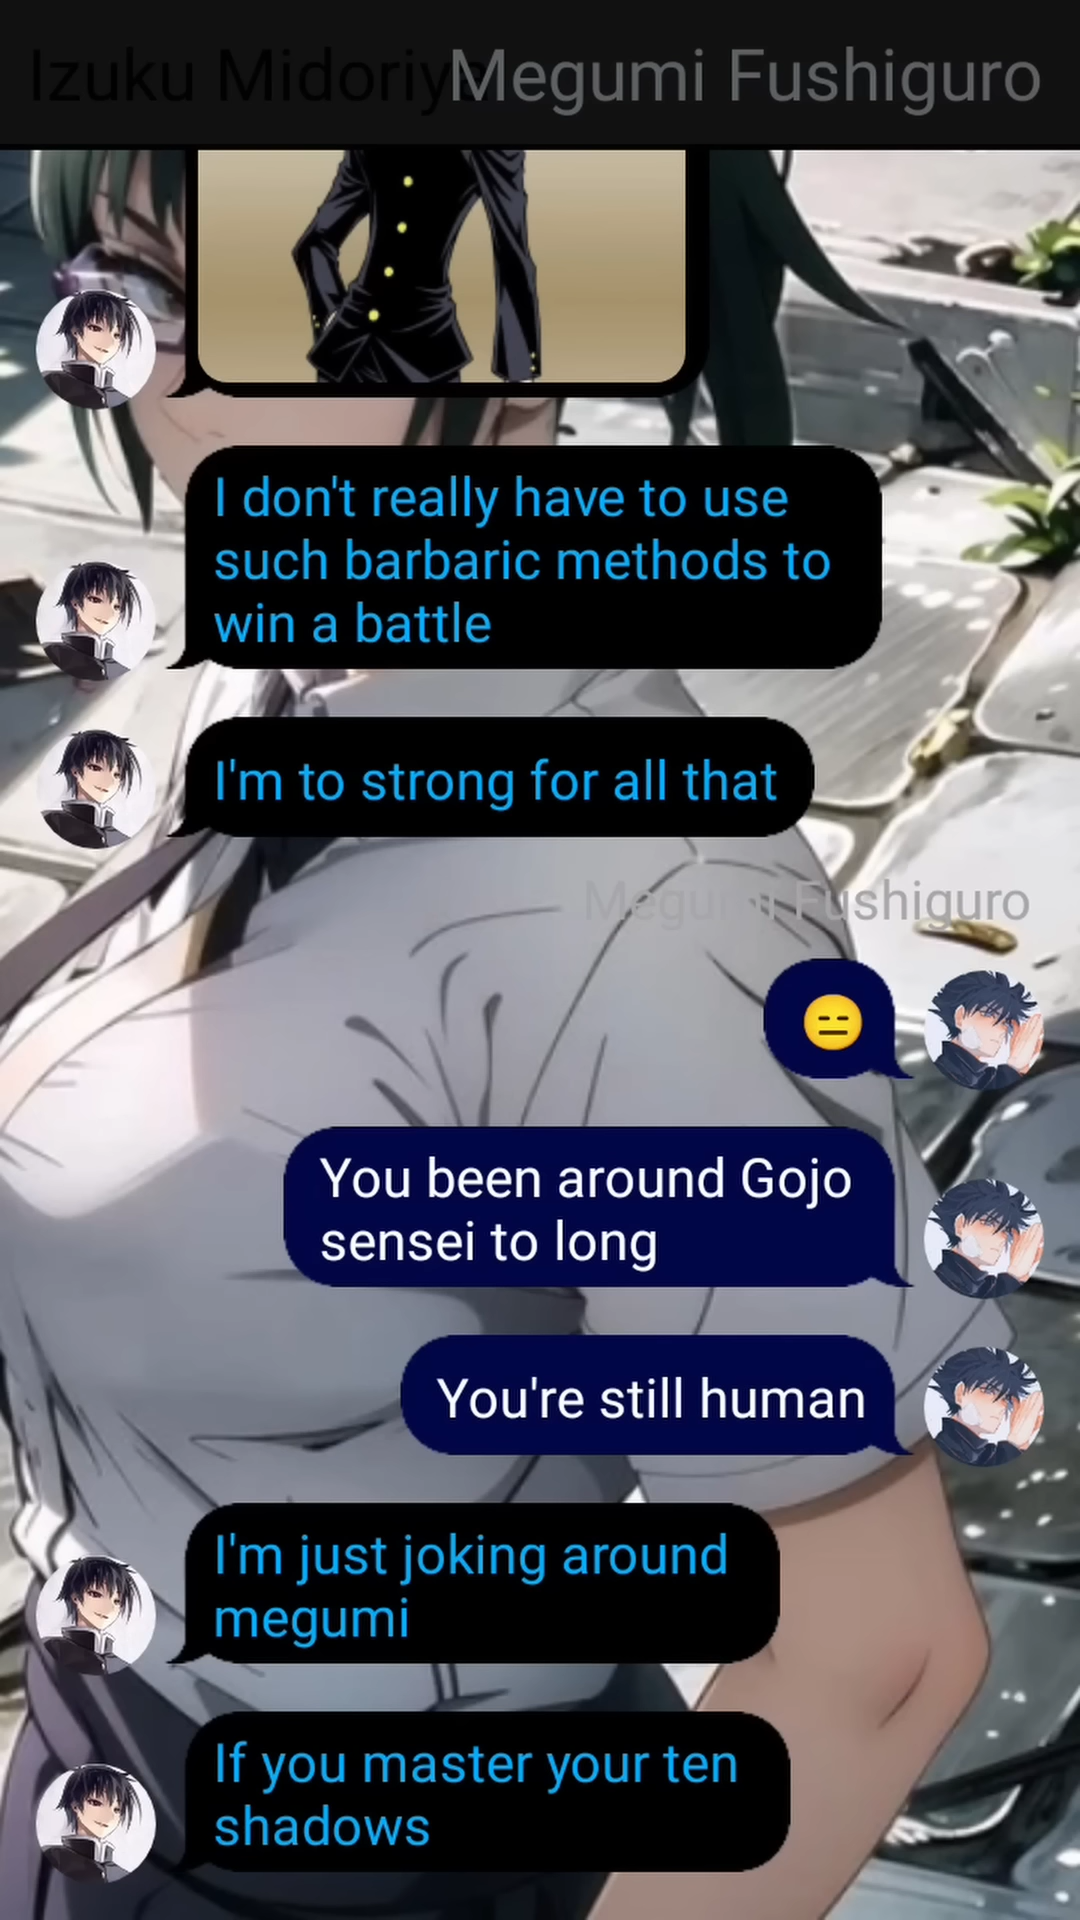 Izuku Midoriya Megumi Fushiguro
I don't really have to use
such barbaric methods to
win a battle
I'm to strong for all that
Megumi Fushiguro
😑
You been around Gojo
sensei to long
You're still human
I'm just joking around
megumi
If you master your ten
shadows